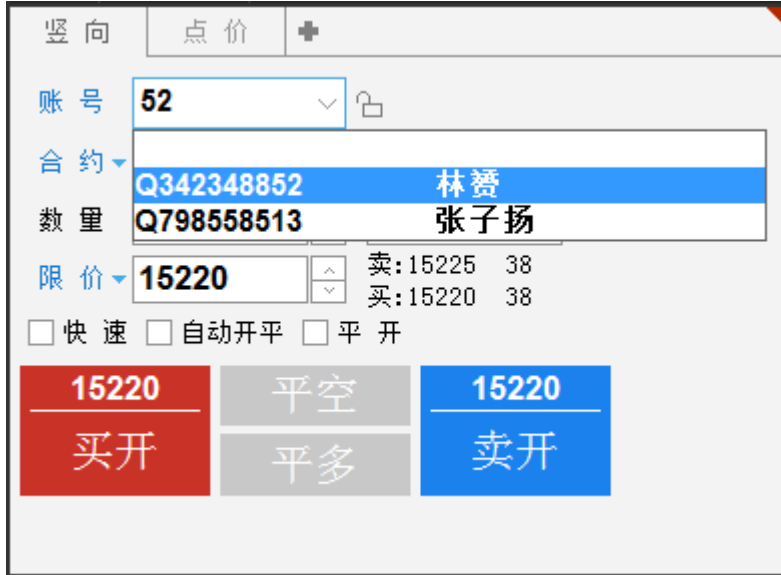 竖 向 点 价
账 号 52
合 约
Q342348852 林赟
数 量 Q798558513 张子扬
限 价 15220 卖:15225 38
买:15220 38
快 速 自动开平 平 开
15220 平空 15220
买开 平多 卖开